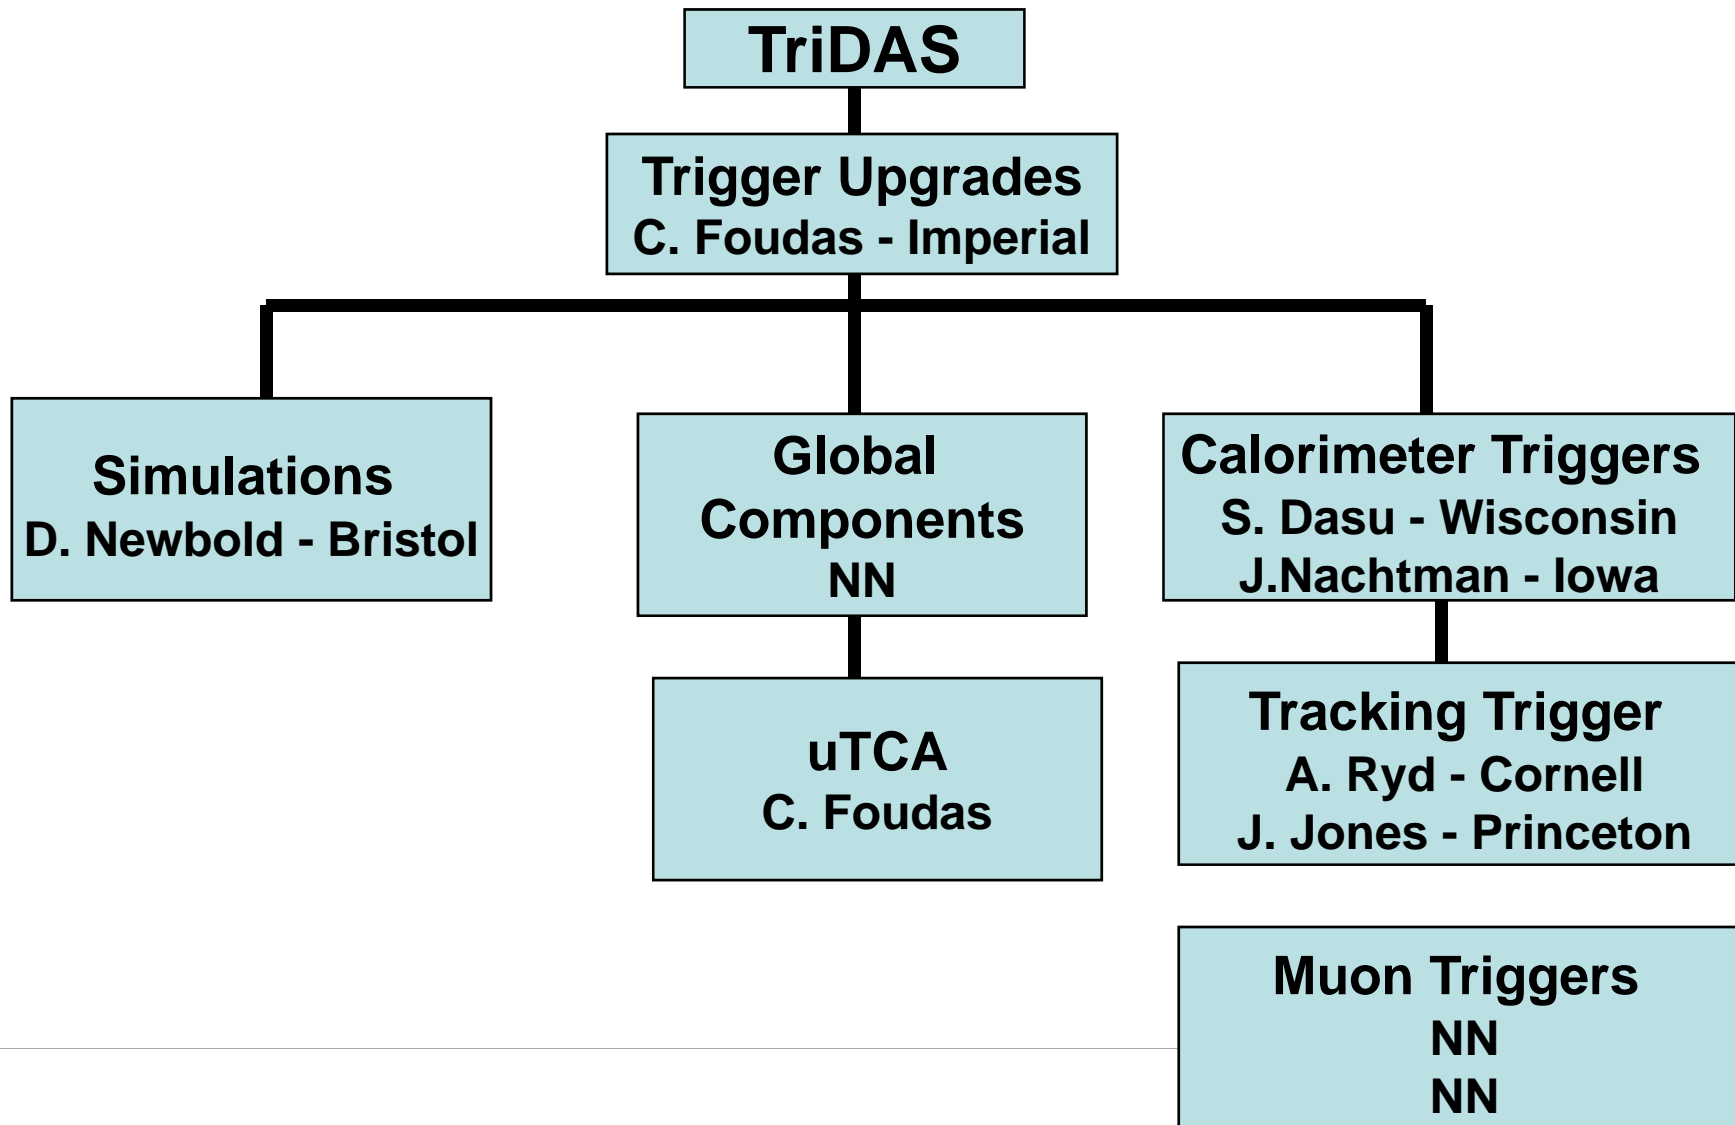 TriDAS
Trigger Upgrades
C. Foudas - Imperial
Simulations
D. Newbold - Bristol
Global
Components
NN
Calorimeter Triggers
S. Dasu - Wisconsin
J.Nachtman - Iowa
uTCA
C. Foudas
Tracking Trigger
A. Ryd - Cornell
J. Jones - Princeton
Muon Triggers
NN
NN